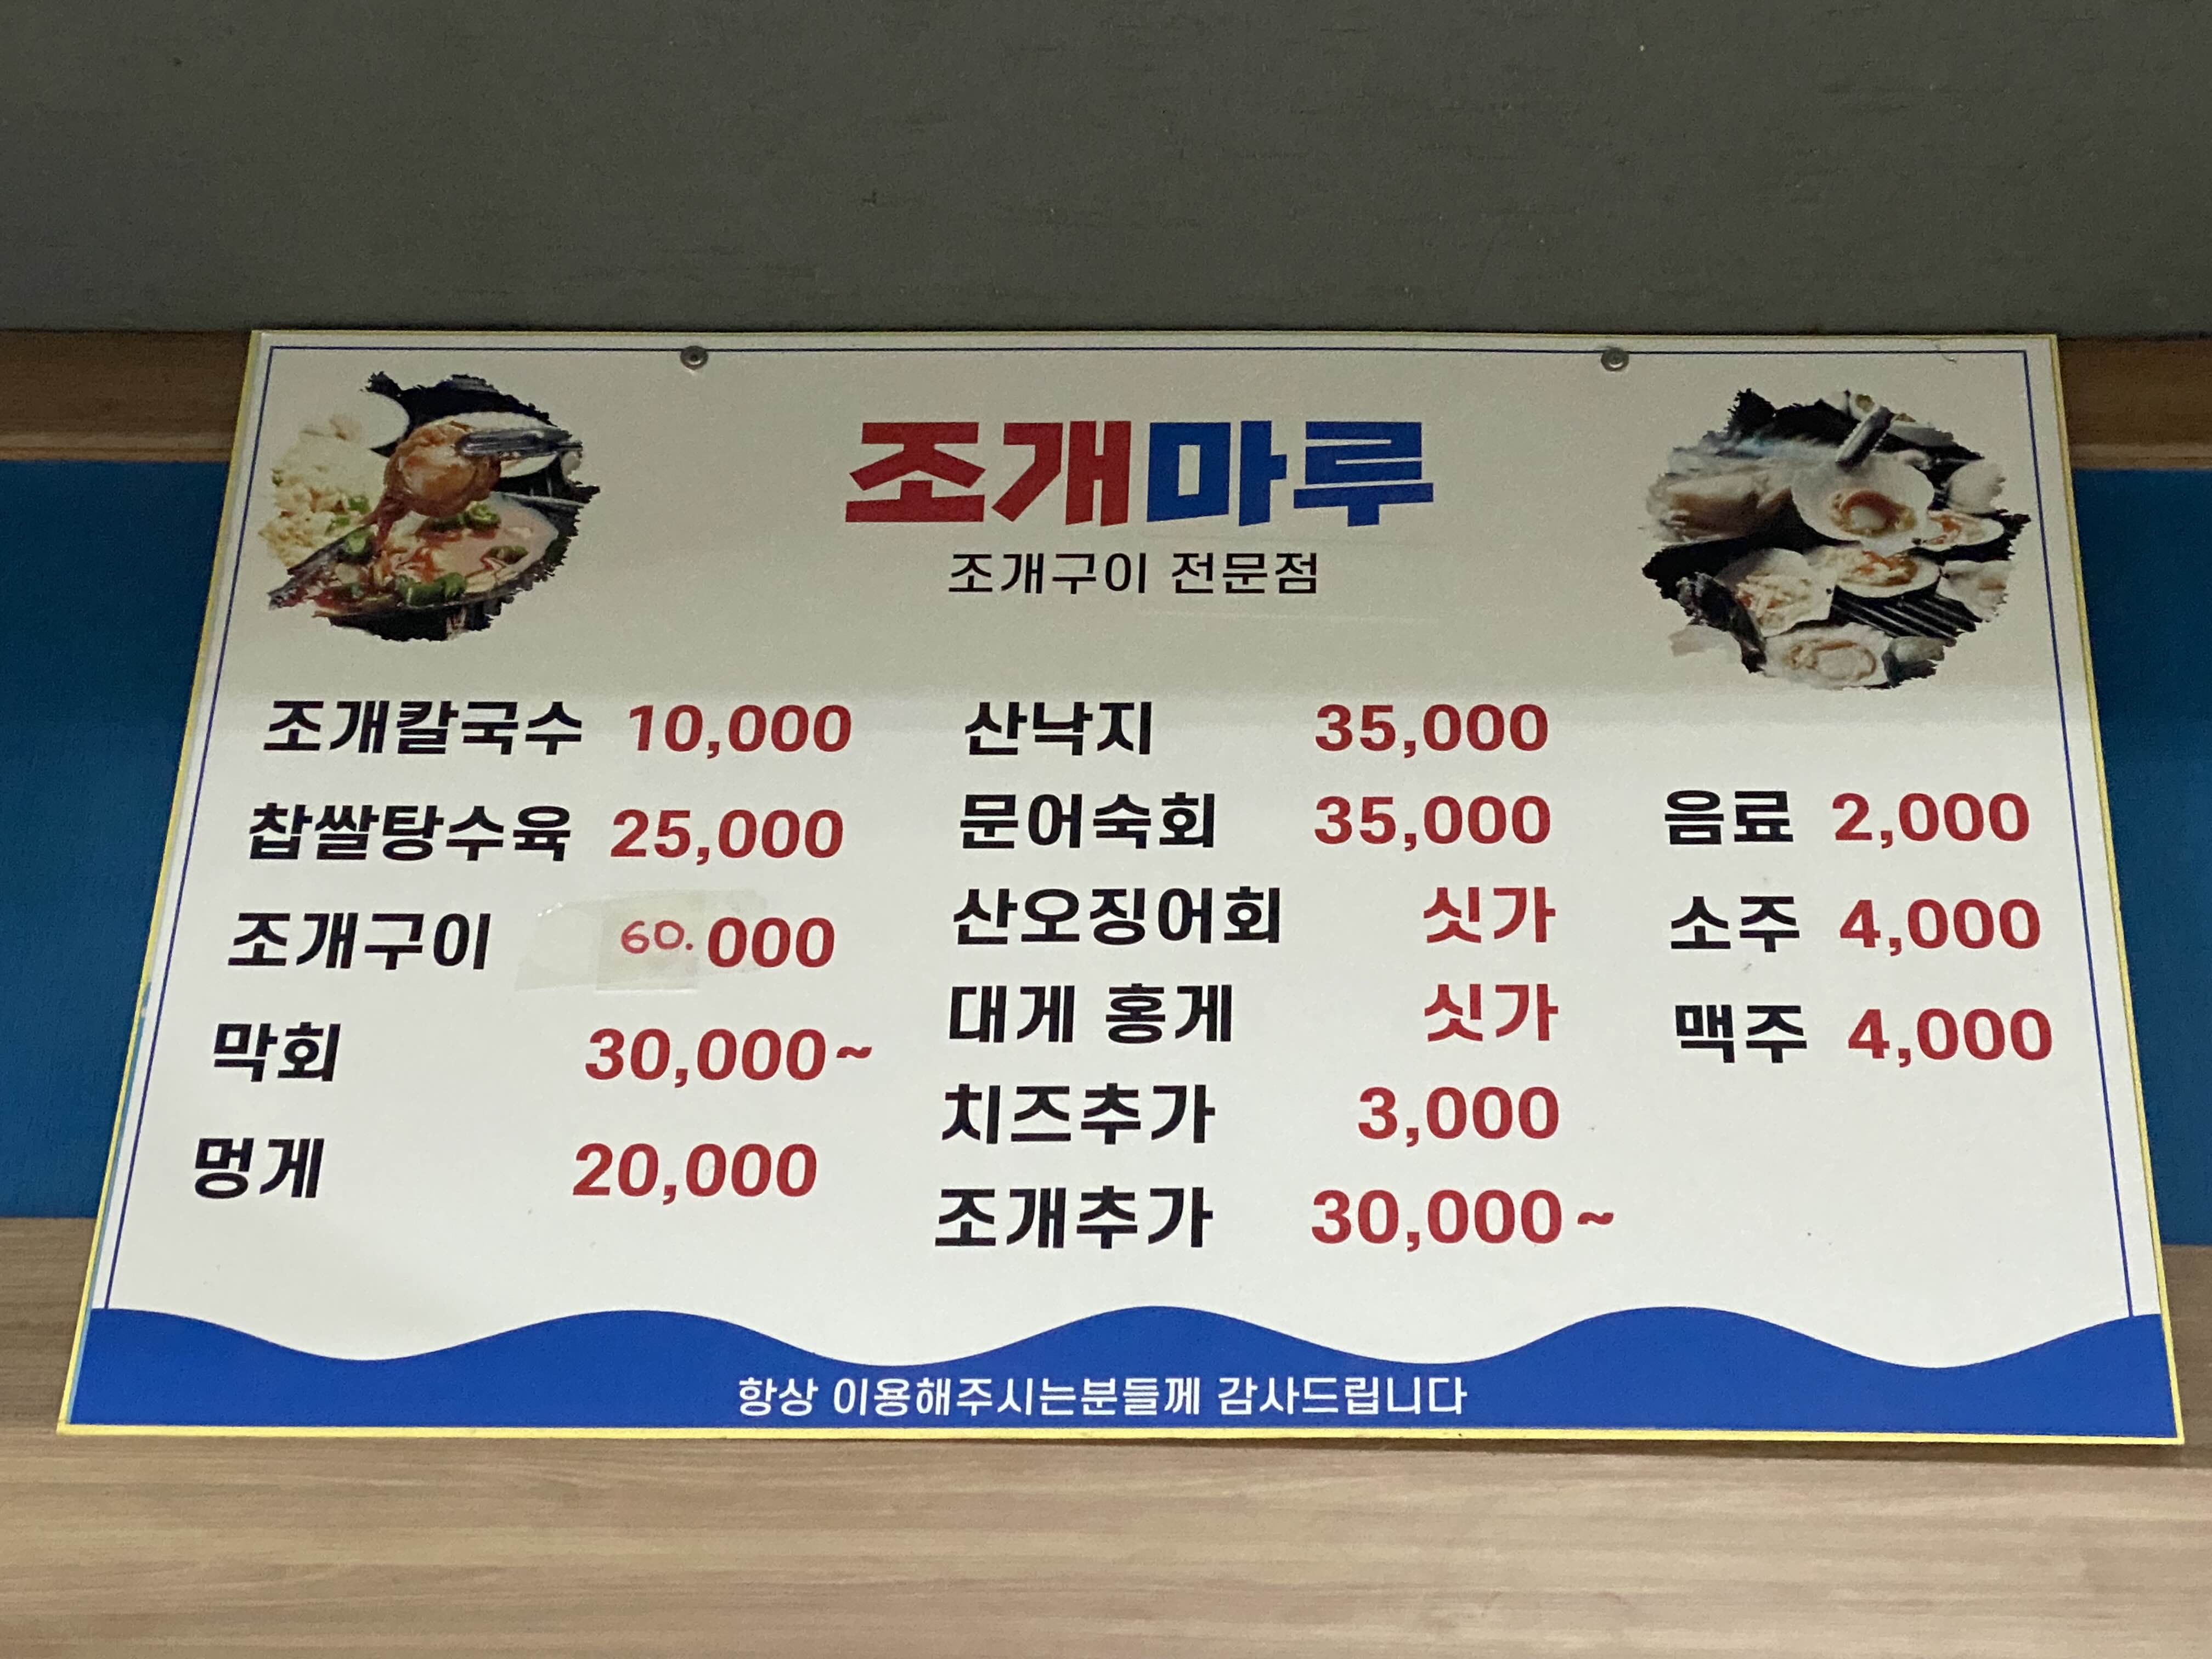 조개마루
조개구이 전문점
조개칼국수 10,000
찹쌀탕수육 25,000
조개구이 60.000
막회 30,000~
멍게 20,000
산낙지 35,000
문어숙회 35,000
산오징어회 싯가
대게 홍게 싯가
치즈추가 3,000
조개추가 30,000~
음료 2,000
소주 4,000
맥주 4,000
항상 이용해주시는분들께 감사드립니다